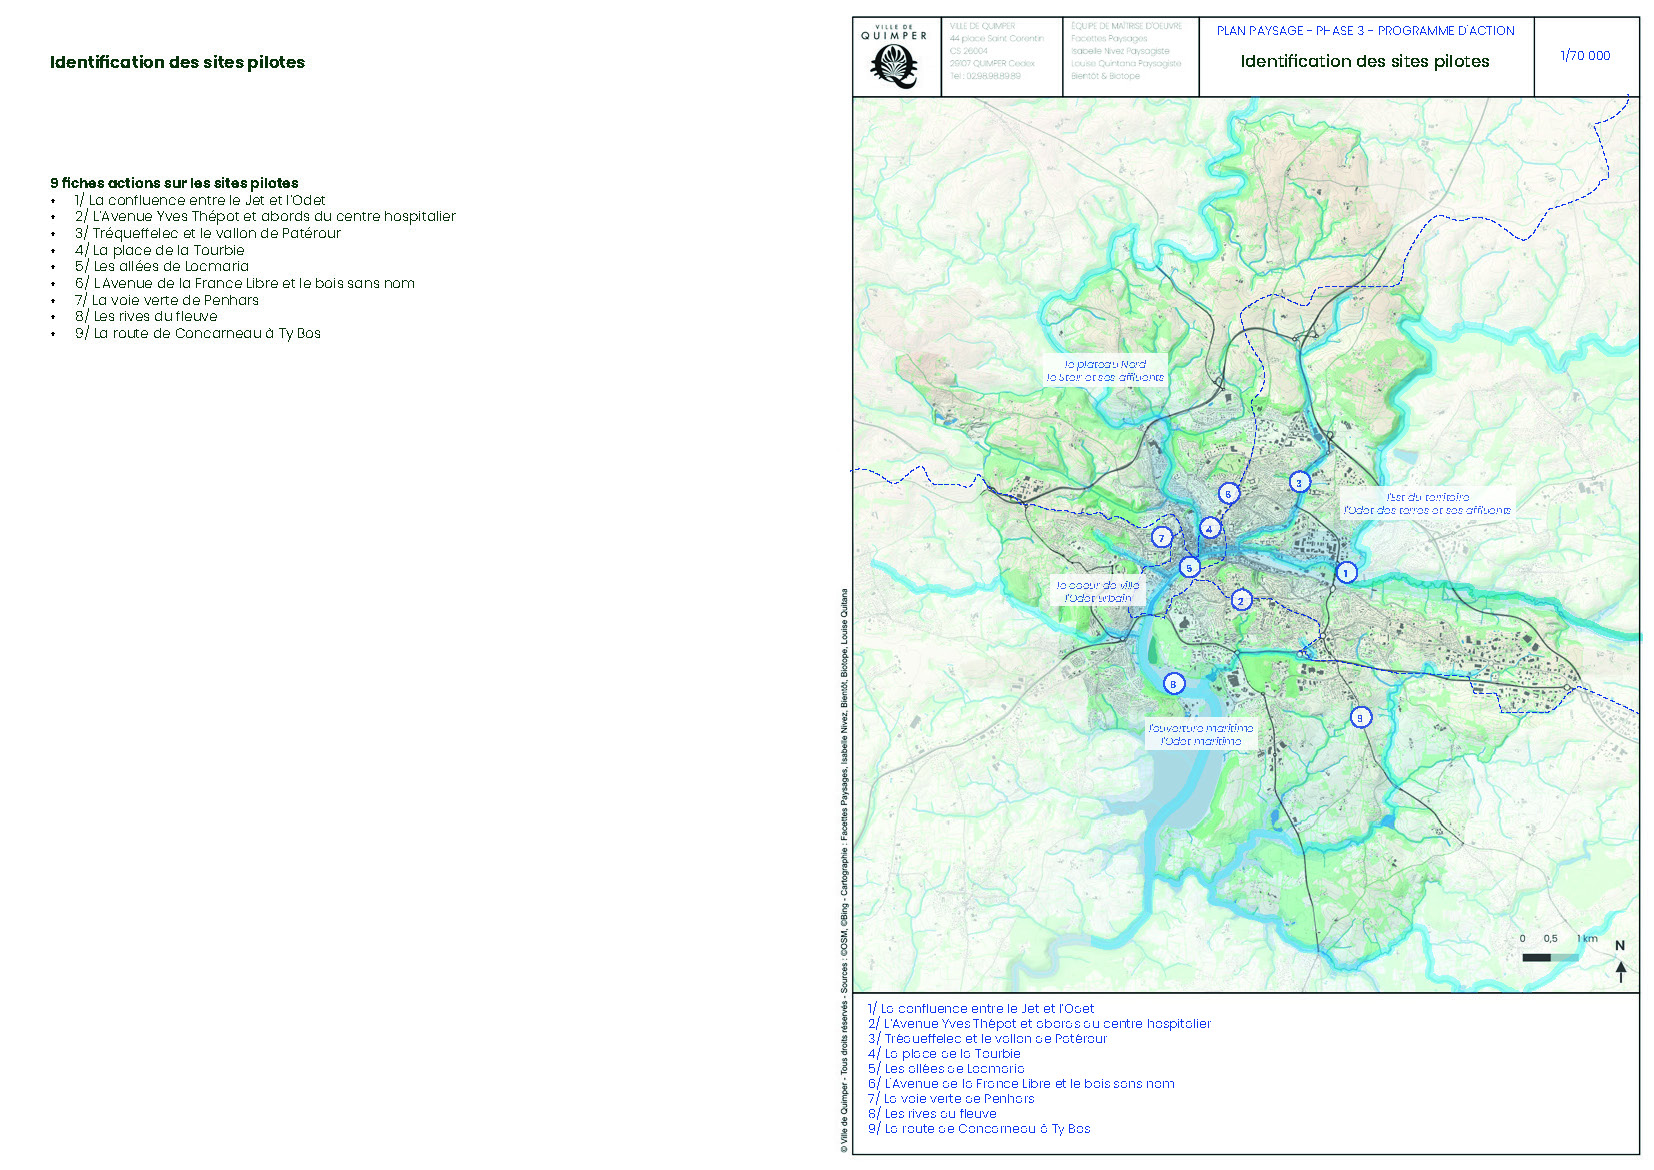 Identification des sites pilotes
9 fiches actions sur les sites pilotes
• 1/ La confluence entre le Jet et l'Odet
• 2/ L'Avenue Yves Thépot et abords du centre hospitalier
• 3/ Tréqueffelec et le vallon de Patérour
• 4/ La place de la Tourbie
• 5/ Les allées de Locmaria
• 6/ L'Avenue de la France Libre et le bois sans nom
• 7/ La voie verte de Penhars
• 8/ Les rives du fleuve
• 9/ La route de Concarneau à Ty Bos
VILLE DE
QUIMPER
VILLE DE QUIMPER
44 place Saint Corentin
CS 26004
29107 QUIMPER Cedex
Tel : 02.98.98.89.89
ÉQUIPE DE MAÎTRISE D'OEUVRE
Facettes Paysages
Isabelle Nivez Paysagiste
Louise Quintana Paysagiste
Bientôt & Biotope
PLAN PAYSAGE - PHASE 3 - PROGRAMME D'ACTION
Identification des sites pilotes
1/70 000
le plateau Nord
le Steir et ses affluents
6
3
l'Est du territoire
l'Odet des terres et ses affluents
4
7
5
1
le coeur de ville
l'Odet urbain
2
8
9
l'ouverture maritime
l'Odet maritime
0 0,5 1 km
N
© Ville de Quimper - Tous droits réservés - Sources : ©OSM, ©Bing - Cartographie : Facettes Paysages, Isabelle Nivez, Bientôt, Biotope, Louise Quitana
1/ La confluence entre le Jet et l'Odet
2/ L'Avenue Yves Thépot et abords du centre hospitalier
3/ Tréqueffelec et le vallon de Patérour
4/ La place de la Tourbie
5/ Les allées de Locmaria
6/ L'Avenue de la France Libre et le bois sans nom
7/ La voie verte de Penhars
8/ Les rives du fleuve
9/ La route de Concarneau à Ty Bos